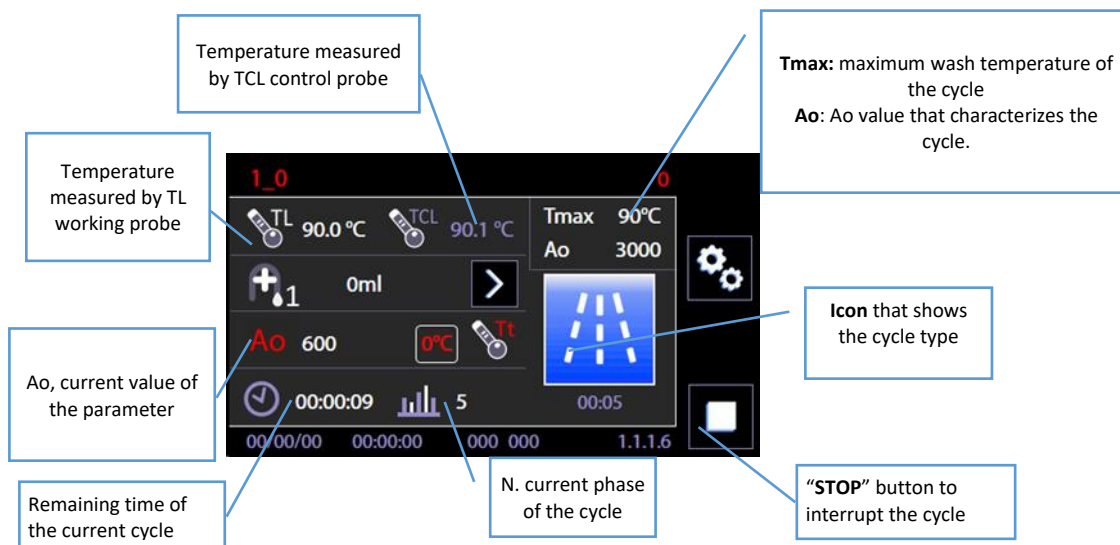 Temperature measured
by TCL control probe
Tmax: maximum wash temperature of
the cycle
Ao: Ao value that characterizes the
cycle.
Temperature
measured by TL
working probe
1_0 0
TL 90.0 ºC TCL 90.1 ºC Tmax 90ºC
Ao 3000
1 0ml
Ao 600 0ºC Tt
00:00:09 5 00:05
00/00/00 00:00:00 000 000 1.1.1.6
Icon that shows
the cycle type
Ao, current value of
the parameter
Remaining time of
the current cycle
N. current phase
of the cycle
“STOP” button to
interrupt the cycle